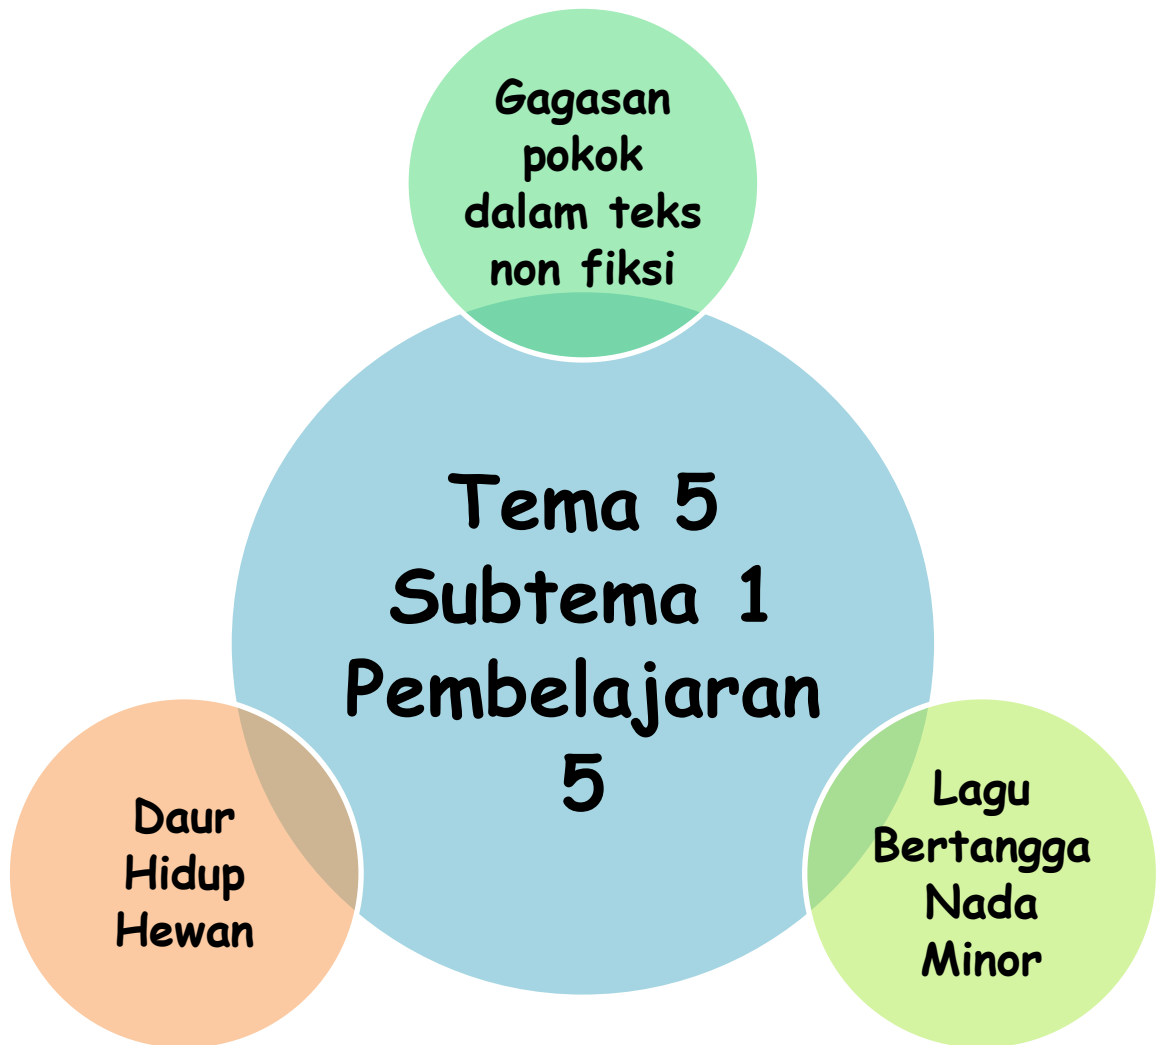 Gagasan
pokok
dalam teks
non fiksi
Tema 5
Subtema 1
Pembelajaran
5
Daur
Hidup
Hewan
Lagu
Bertangga
Nada
Minor